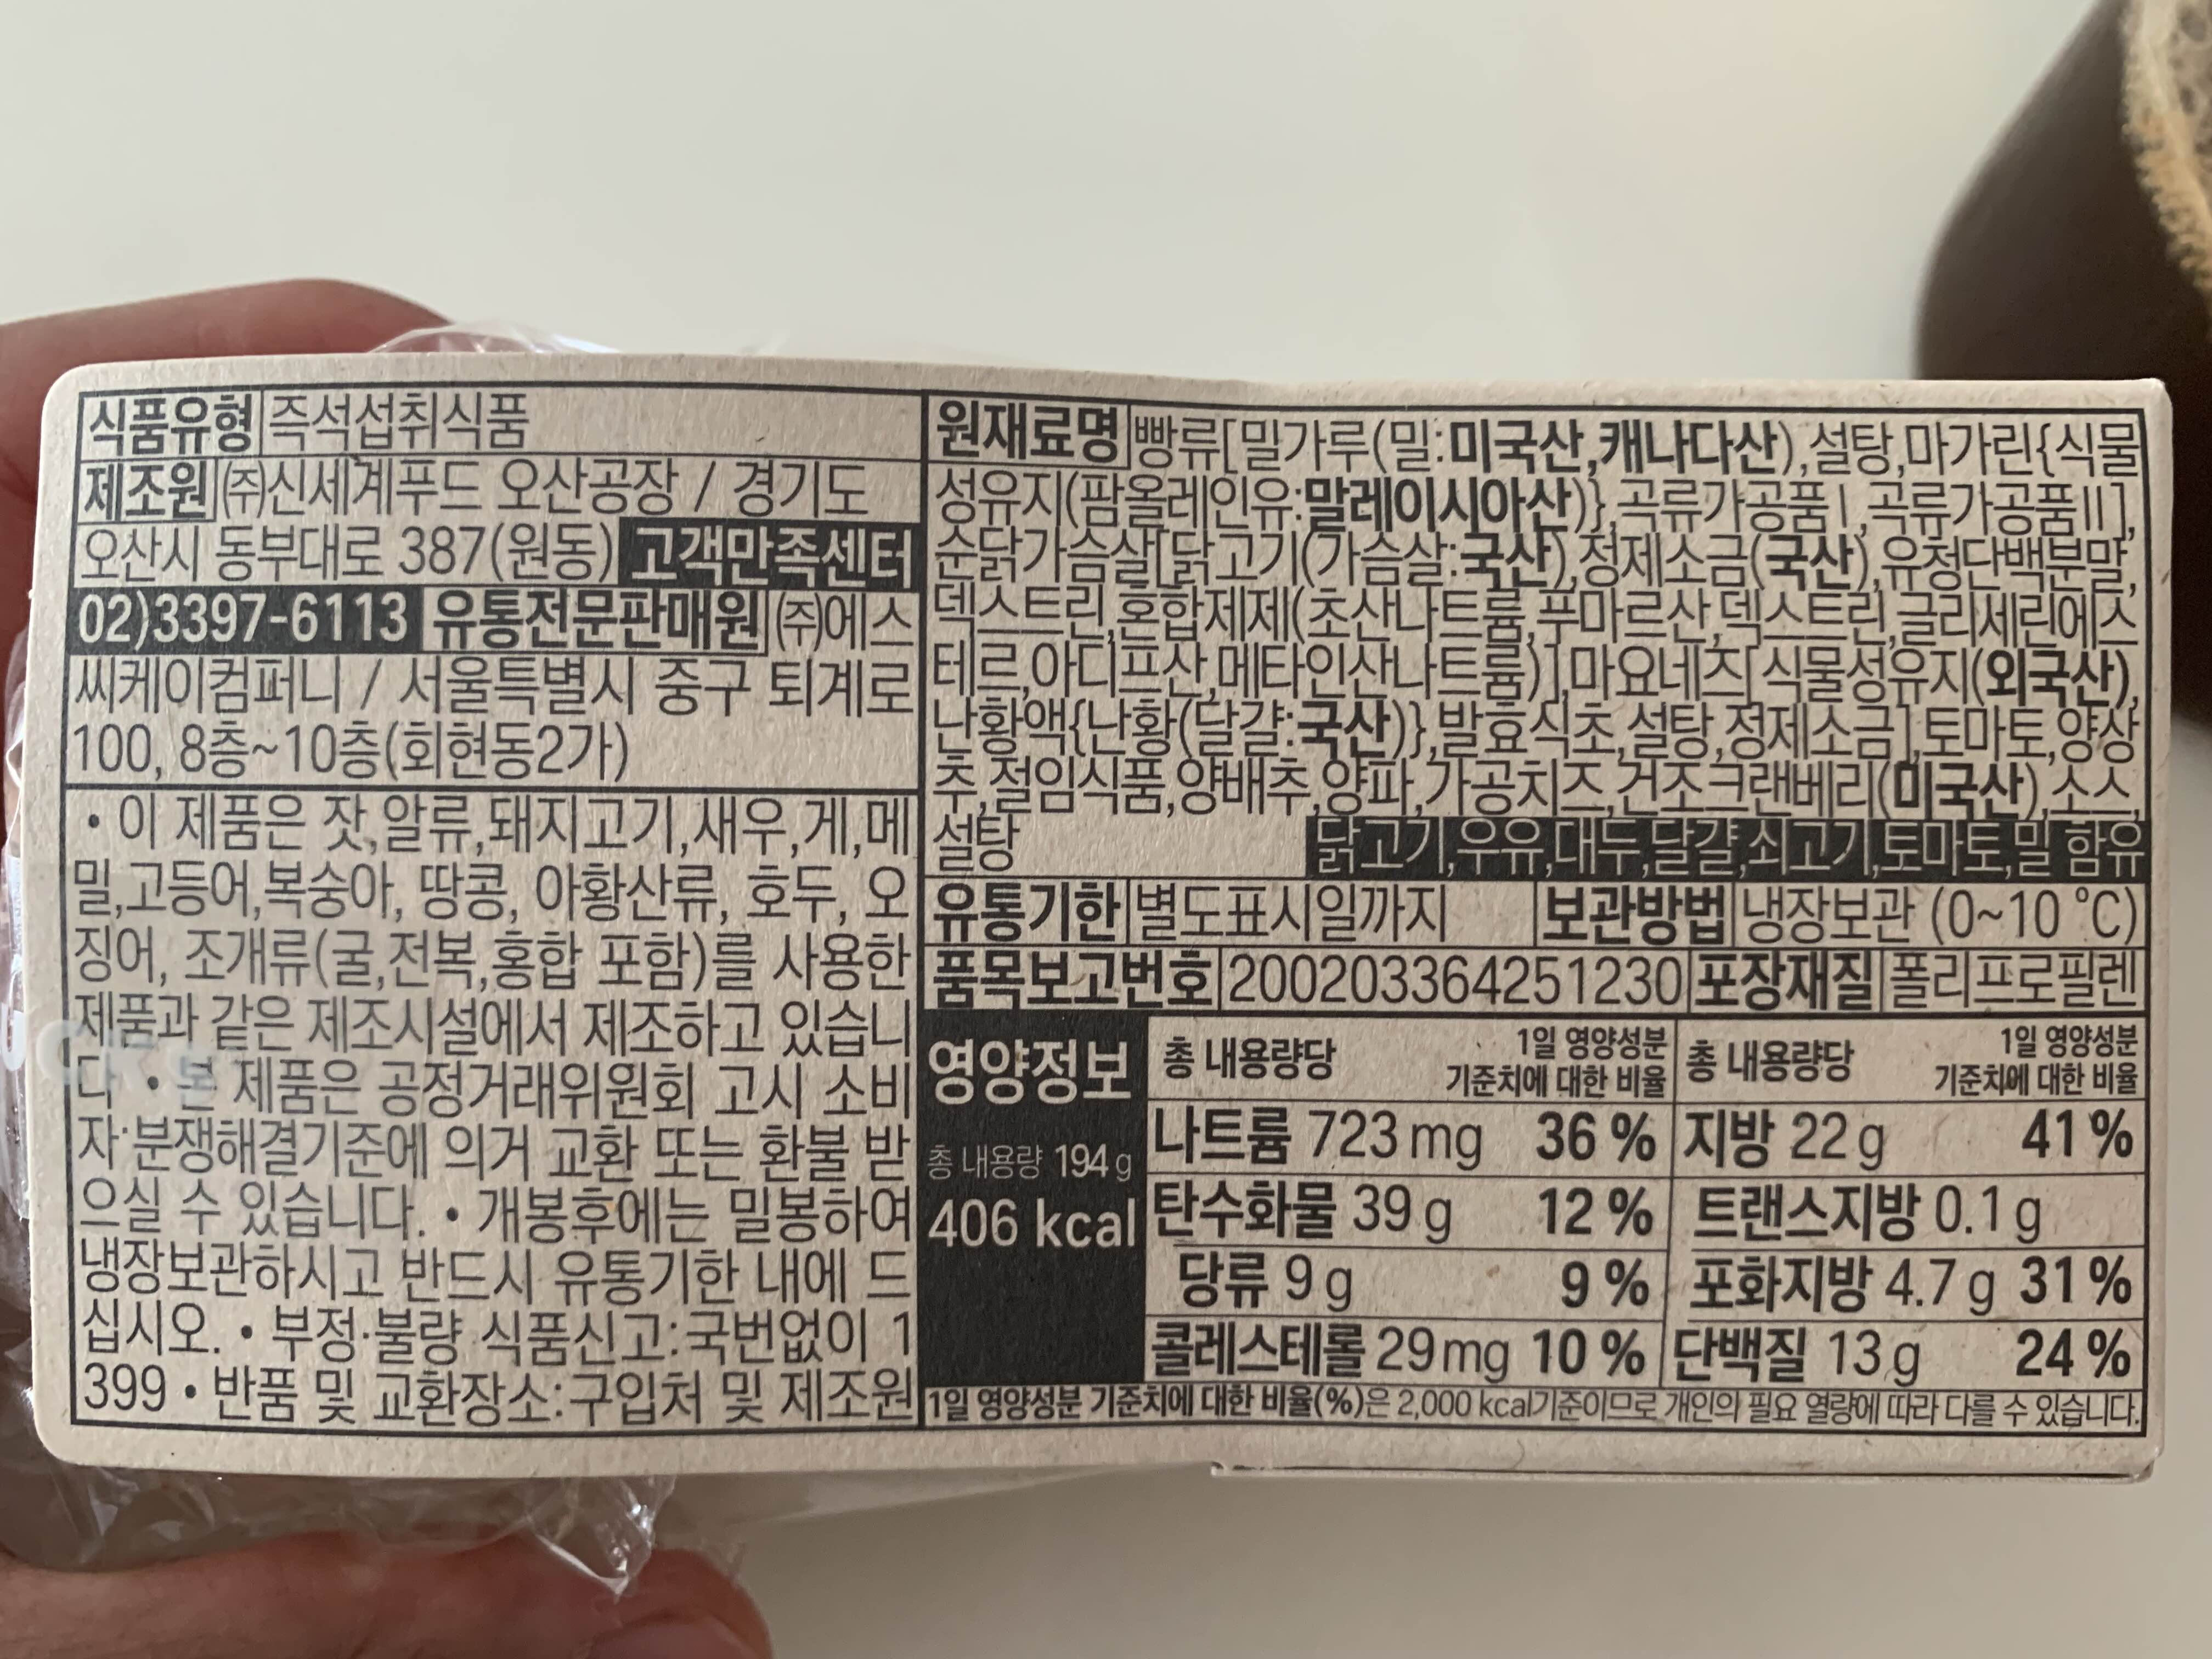 식품유형 즉석섭취식품
제조원 ㈜신세계푸드 오산공장 / 경기도
오산시 동부대로 387(원동) 고객만족센터
02)3397-6113 유통전문판매원 ㈜에스
씨케이컴퍼니 / 서울특별시 중구 퇴계로
100, 8층~10층(회현동2가)
• 이 제품은 잣,알류,돼지고기,새우,게,메
밀,고등어,복숭아, 땅콩, 아황산류, 호두, 오
징어, 조개류(굴,전복,홍합 포함)를 사용한
제품과 같은 제조시설에서 제조하고 있습니
다 • 본 제품은 공정거래위원회 고시 소비
자 분쟁해결기준에 의거 교환 또는 환불 받
으실 수 있습니다. • 개봉후에는 밀봉하여
냉장보관하시고 반드시 유통기한 내에 드
십시오. • 부정·불량 식품신고:국번없이 1
399 • 반품 및 교환장소:구입처 및 제조원
원재료명 빵류[밀가루(밀:미국산,캐나다산),설탕,마가린{식물
성유지(팜올레인유:말레이시아산)},곡류가공품I,곡류가공품II],
순닭가슴살[닭고기(가슴살:국산),정제소금(국산),유청단백분말,
덱스트린,혼합제제(초산나트륨,푸마르산,덱스트린,글리세린에스
테르,아디프산,메타인산나트륨)],마요네즈[식물성유지(외국산),
난황액{난황(달걀:국산)},발효식초,설탕,정제소금],토마토,양상
추,절임식품,양배추,양파,가공치즈,건조크랜베리(미국산),소스,
설탕 닭고기,우유,대두,달걀,쇠고기,토마토,밀 함유
유통기한 별도표시일까지 보관방법 냉장보관 (0~10 ℃)
품목보고번호 200203364251230 포장재질 폴리프로필렌
영양정보
총 내용량 194 g
406 kcal
총 내용량당 1일 영양성분 기준치에 대한 비율 총 내용량당 1일 영양성분 기준치에 대한 비율
나트륨 723 mg 36 % 지방 22 g 41 %
탄수화물 39 g 12 % 트랜스지방 0.1 g
당류 9 g 9 % 포화지방 4.7 g 31 %
콜레스테롤 29 mg 10 % 단백질 13 g 24 %
1일 영양성분 기준치에 대한 비율(%)은 2,000 kcal기준이므로 개인의 필요 열량에 따라 다를 수 있습니다.